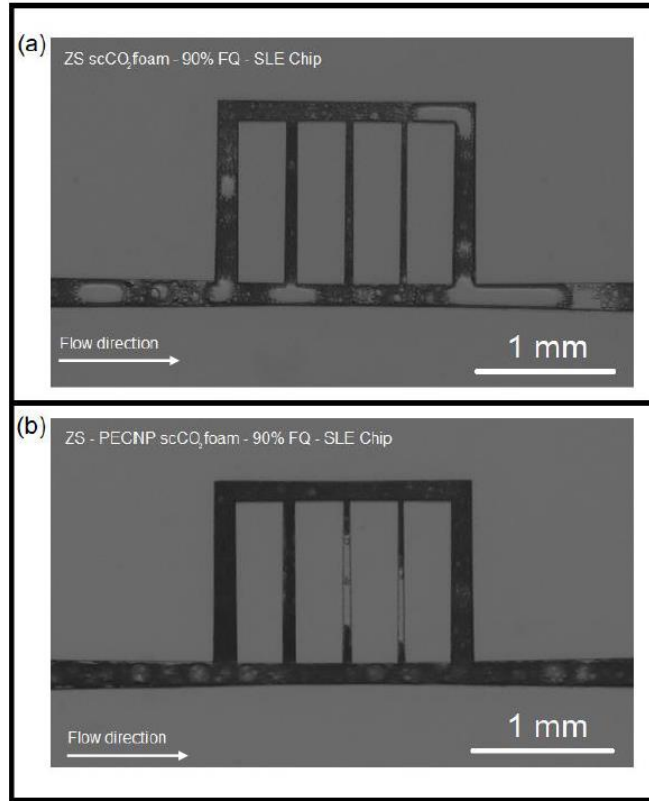 (a)
ZS scCO₂foam - 90% FQ - SLE Chip
Flow direction
1 mm
(b)
ZS - PECNP scCO₂foam - 90% FQ - SLE Chip
Flow direction
1 mm